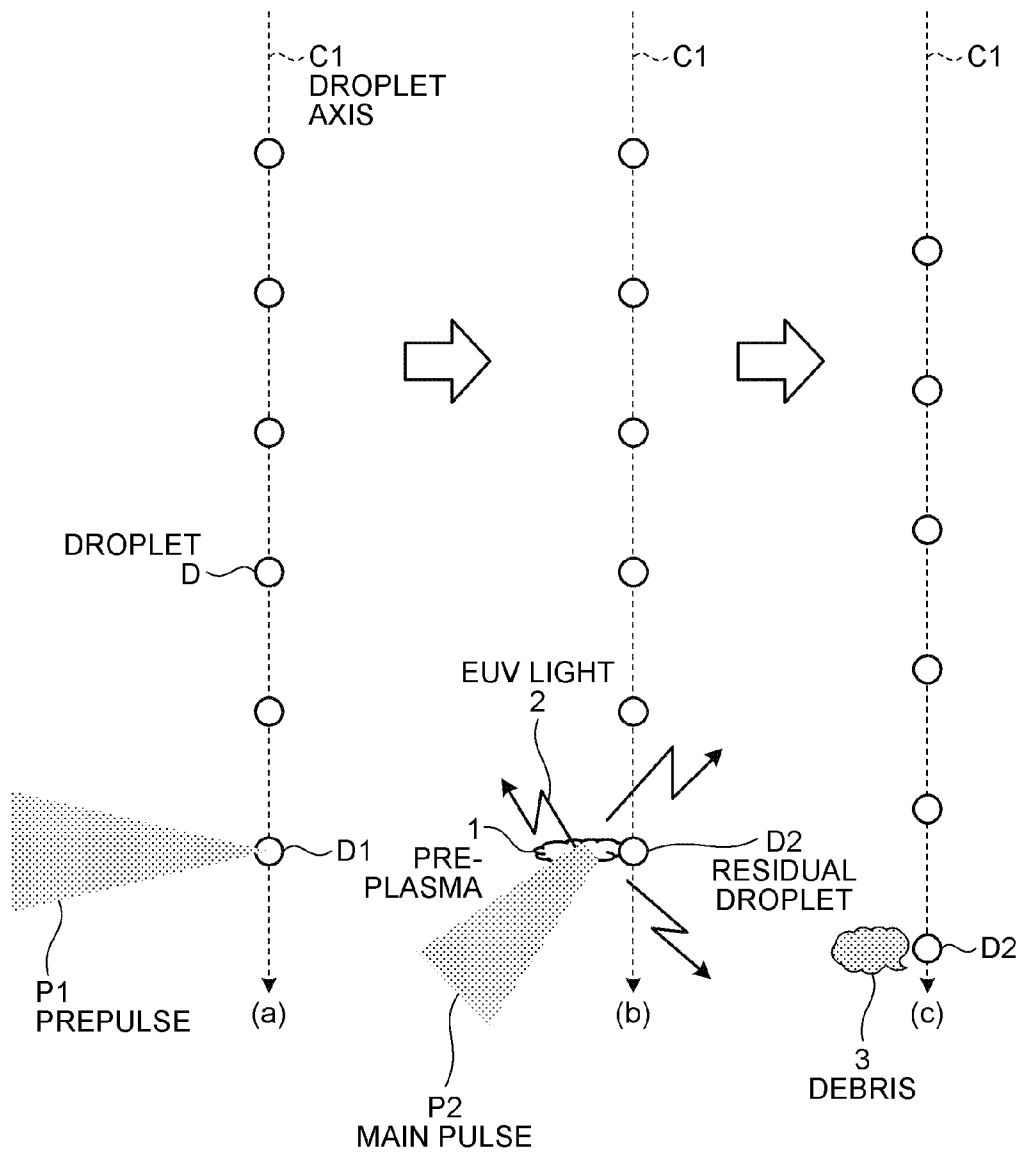 C1
DROPLET
AXIS
C1
C1
DROPLET
D
EUV LIGHT
2
D1
1
PRE-
PLASMA
D2
RESIDUAL
DROPLET
D2
P1
PREPULSE
(a)
(b)
(c)
3
DEBRIS
P2
MAIN PULSE